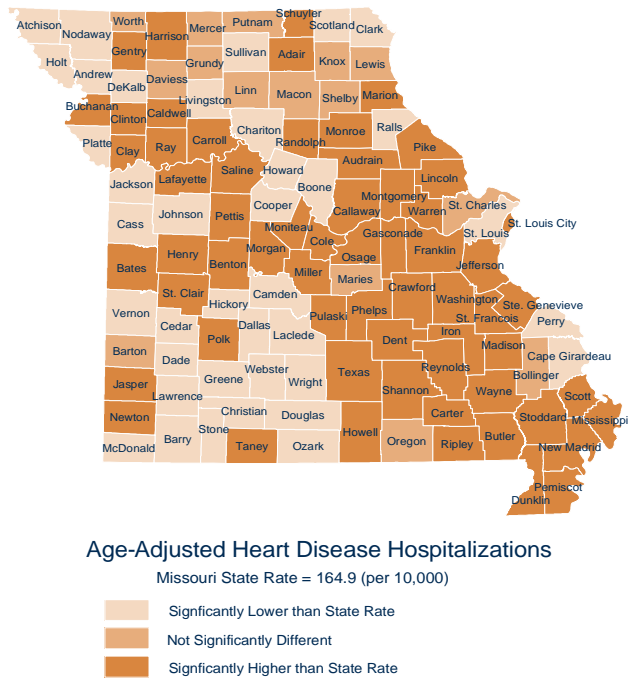 Schuyler
Atchison Nodaway Worth Harrison Mercer Putnam Scotland Clark
Gentry Sullivan Adair
Holt Andrew DeKalb Daviess Grundy Knox Lewis
Buchanan Clinton Caldwell Livingston Linn Macon Shelby Marion
Platte Clay Ray Carroll Chariton Randolph Monroe Ralls Pike
Audrain
Jackson Lafayette Saline Howard Boone Lincoln
Cass Johnson Pettis Cooper Callaway Montgomery Warren St. Charles
St. Louis St. Louis City
Moniteau Cole Gasconade
Bates Henry Benton Morgan Osage Franklin Jefferson
Miller Maries
St. Clair Hickory Camden Crawford Washington Ste. Genevieve
Vernon Pulaski Phelps St. Francois Perry
Cedar Polk Dallas Laclede Dent Iron Madison
Barton Dade Cape Girardeau
Greene Webster Wright Texas Reynolds Bollinger
Jasper Lawrence Shannon Wayne Scott
Newton Christian Douglas Carter Stoddard Mississippi
Stone
McDonald Barry Taney Ozark Howell Oregon Ripley Butler New Madrid
Pemiscot
Dunklin
Age-Adjusted Heart Disease Hospitalizations
Missouri State Rate = 164.9 (per 10,000)
Signficantly Lower than State Rate
Not Significantly Different
Signficantly Higher than State Rate